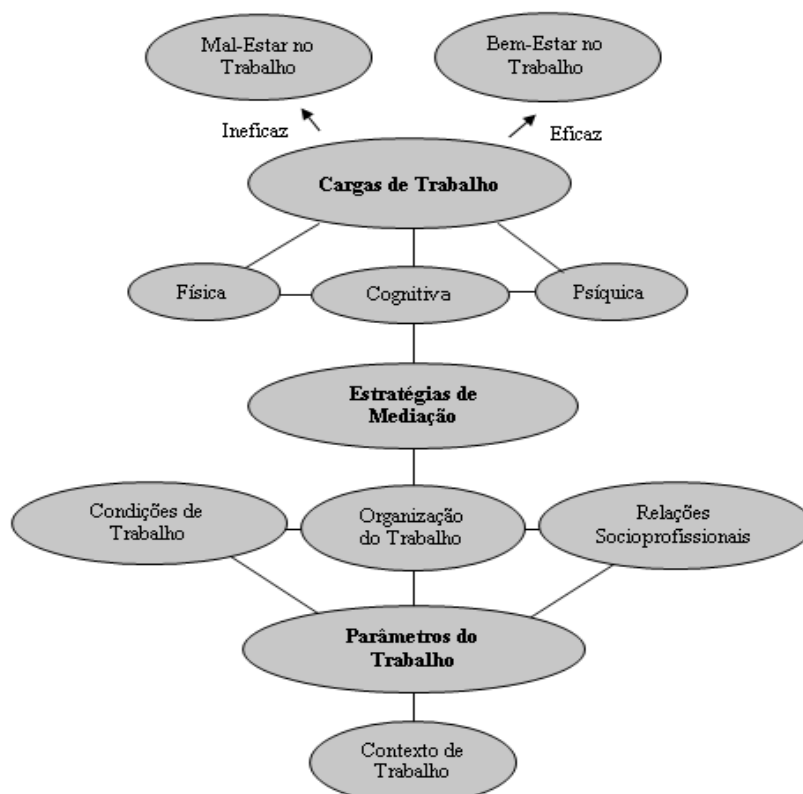 Mal-Estar no
Trabalho
Bem-Estar no
Trabalho
Ineficaz
Eficaz
Cargas de Trabalho
Física
Cognitiva
Psíquica
Estratégias de
Mediação
Condições de
Trabalho
Organização
do Trabalho
Relações
Socioprofissionais
Parâmetros do
Trabalho
Contexto de
Trabalho